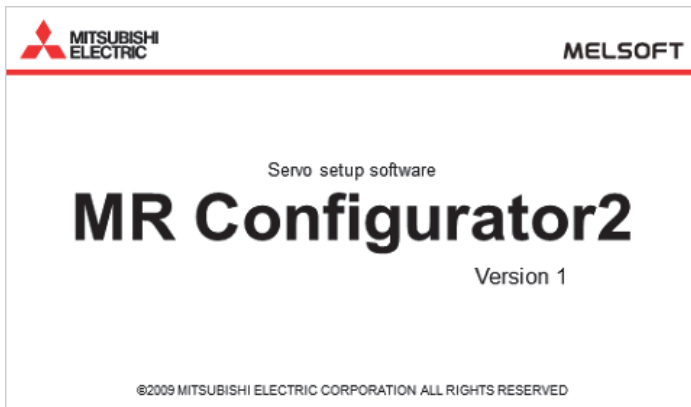 MITSUBISHI
ELECTRIC
MELSOFT
Servo setup software
MR Configurator2
Version 1
©2009 MITSUBISHI ELECTRIC CORPORATION ALL RIGHTS RESERVED